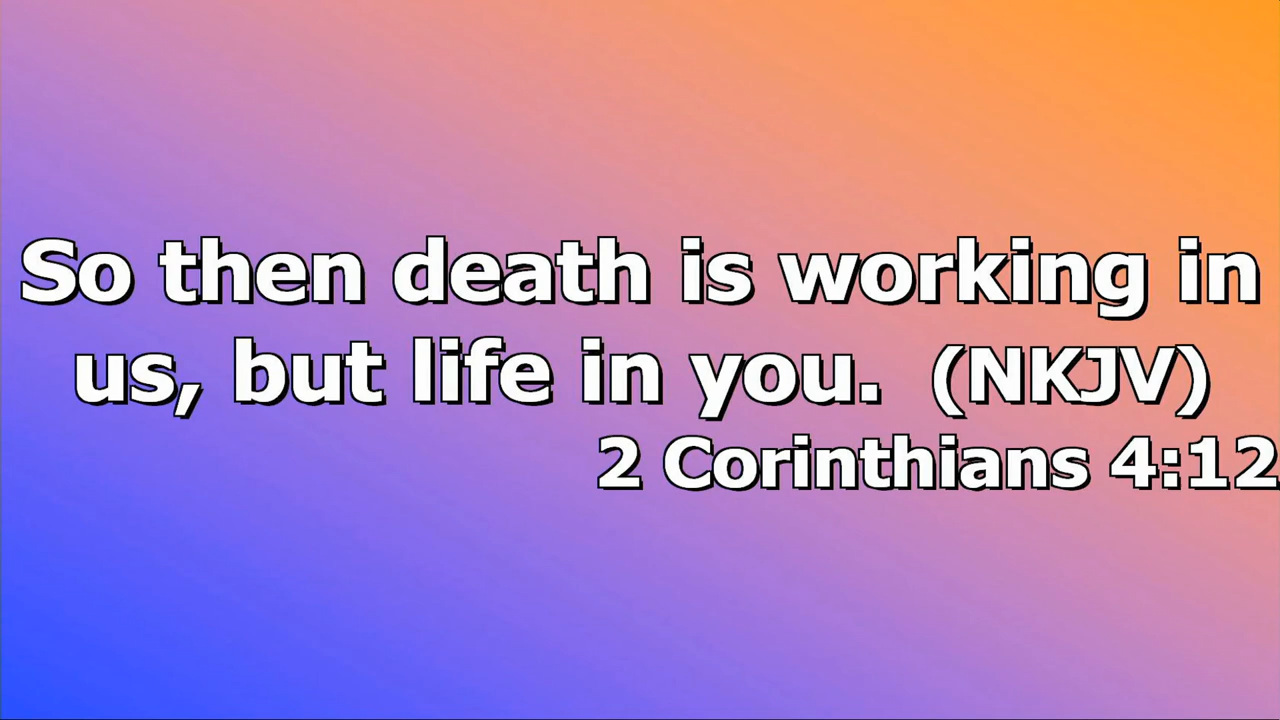 So then death is working in
us, but life in you.  (NKJV)
2 Corinthians 4:12